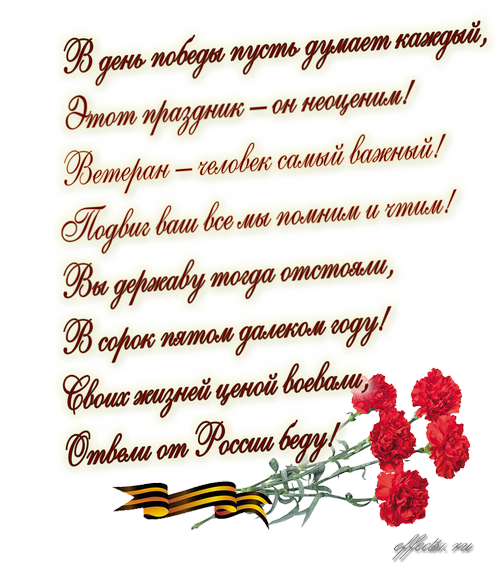 В день победы пусть думает каждый,
Этот праздник – он неоценим!
Ветеран – человек самый важный!
Подвиг ваш все мы помним и чтим!
Вы державу тогда отстояли,
В сорок пятом далеком году!
Своих жизней ценой воевали,
Отвели от России беду!
effectsu.ru